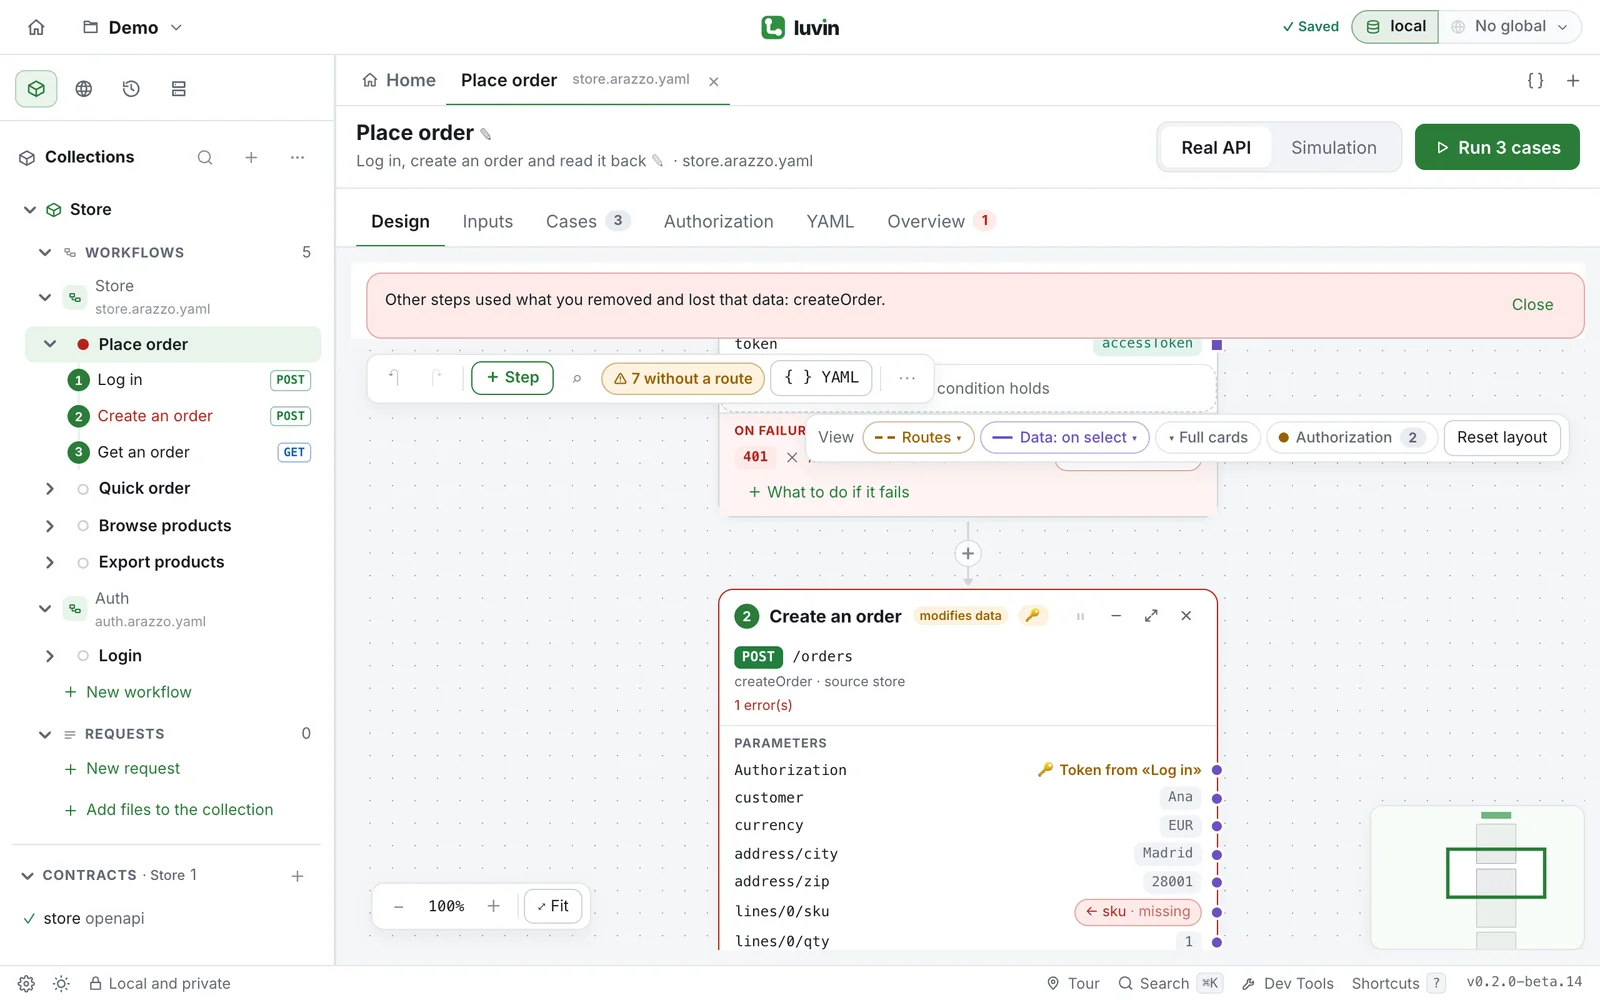 Demo
luvin
Saved
local
No global
Home
Place order store.arazzo.yaml
{ }
Collections
Store
WORKFLOWS 5
Store
store.arazzo.yaml
Place order
1 Log in POST
2 Create an order POST
3 Get an order GET
Quick order
Browse products
Export products
Auth
auth.arazzo.yaml
Login
+ New workflow
REQUESTS 0
+ New request
+ Add files to the collection
CONTRACTS · Store 1
store openapi
Place order
Log in, create an order and read it back · store.arazzo.yaml
Real API
Simulation
Run 3 cases
Design
Inputs
Cases 3
Authorization
YAML
Overview 1
Other steps used what you removed and lost that data: createOrder.
Close
token accessToken
+ Step
7 without a route
{ } YAML
...
condition holds
ON FAILUR
401
View
Routes
Data: on select
Full cards
Authorization 2
Reset layout
+ What to do if it fails
2 Create an order modifies data
POST /orders
createOrder · source store
1 error(s)
PARAMETERS
Authorization Token from «Log in»
customer Ana
currency EUR
address/city Madrid
address/zip 28001
lines/0/sku ← sku · missing
lines/0/qty 1
− 100% +
Fit
Local and private
Tour
Search ⌘K
Dev Tools
Shortcuts ?
v0.2.0-beta.14